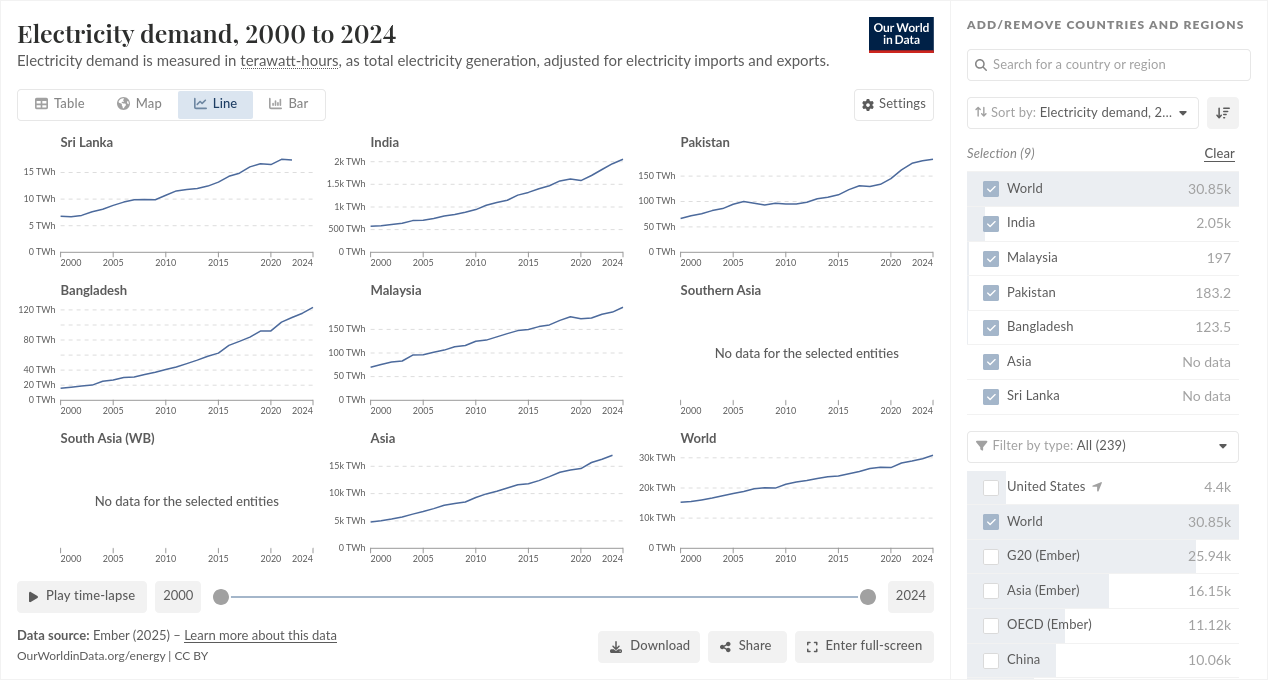 Electricity demand, 2000 to 2024
Our World
in Data
Electricity demand is measured in terawatt-hours, as total electricity generation, adjusted for electricity imports and exports.
Table
Map
Line
Bar
Settings
Sri Lanka
15 TWh
10 TWh
5 TWh
0 TWh
2000 2005 2010 2015 2020 2024
India
2k TWh
1.5k TWh
1k TWh
500 TWh
0 TWh
2000 2005 2010 2015 2020 2024
Pakistan
150 TWh
100 TWh
50 TWh
0 TWh
2000 2005 2010 2015 2020 2024
Bangladesh
120 TWh
80 TWh
40 TWh
20 TWh
0 TWh
2000 2005 2010 2015 2020 2024
Malaysia
150 TWh
100 TWh
50 TWh
0 TWh
2000 2005 2010 2015 2020 2024
Southern Asia
No data for the selected entities
2000 2005 2010 2015 2020 2024
South Asia (WB)
No data for the selected entities
2000 2005 2010 2015 2020 2024
Asia
15k TWh
10k TWh
5k TWh
0 TWh
2000 2005 2010 2015 2020 2024
World
30k TWh
20k TWh
10k TWh
0 TWh
2000 2005 2010 2015 2020 2024
Play time-lapse
2000
2024
Data source: Ember (2025) – Learn more about this data
OurWorldinData.org/energy | CC BY
Download
Share
Enter full-screen
ADD/REMOVE COUNTRIES AND REGIONS
Search for a country or region
Sort by: Electricity demand, 2...
Selection (9)
Clear
World 30.85k
India 2.05k
Malaysia 197
Pakistan 183.2
Bangladesh 123.5
Asia No data
Sri Lanka No data
Filter by type: All (239)
United States 4.4k
World 30.85k
G20 (Ember) 25.94k
Asia (Ember) 16.15k
OECD (Ember) 11.12k
China 10.06k